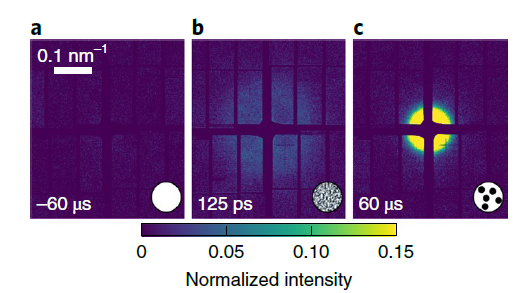 a b c
0.1 nm⁻¹
–60 µs 125 ps 60 µs
0 0.05 0.10 0.15
Normalized intensity